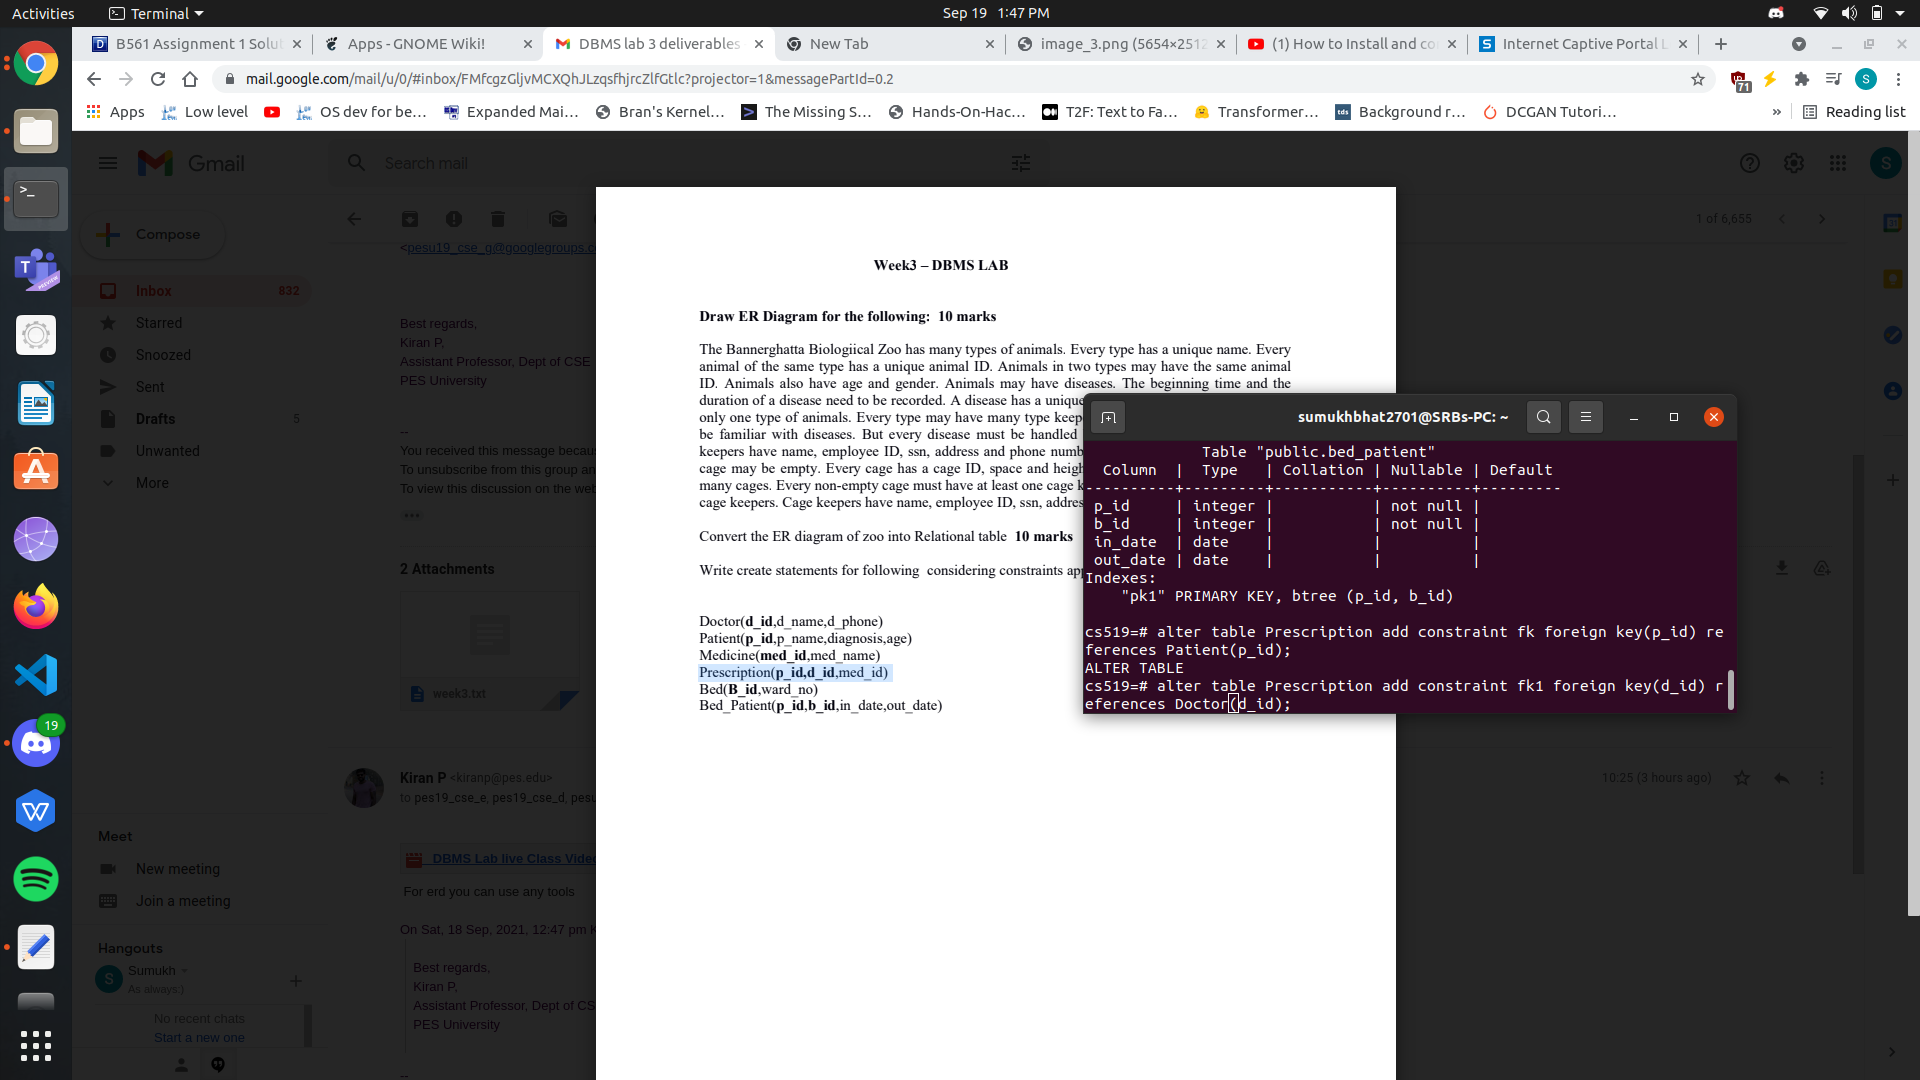 Activities
Terminal
Sep 19 1:47 PM
B561 Assignment 1 Solut
Apps - GNOME Wiki!
DBMS lab 3 deliverables
New Tab
image_3.png (5654×2512
(1) How to Install and co
Internet Captive Portal L
mail.google.com/mail/u/0/#inbox/FMfcgzGljvMCXQhJLzqsfhjrcZlfGtlc?projector=1&messagePartId=0.2
71
S
Apps
Low level
OS dev for be...
Expanded Mai...
Bran's Kernel...
The Missing S...
Hands-On-Hac...
T2F: Text to Fa...
Transformer...
tds
Background r...
DCGAN Tutori...
»
Reading list
Gmail
Search mail
S
Compose
1 of 6,655
<pesu19_cse_g@googlegroups.c
Inbox
832
Starred
Snoozed
Sent
Drafts
5
Unwanted
More
Best regards,
Kiran P,
Assistant Professor, Dept of CSE
PES University
--
You received this message becau
To unsubscribe from this group an
To view this discussion on the web
2 Attachments
week3.txt
Kiran P <kiranp@pes.edu>
to pes19_cse_e, pes19_cse_d, pesu
10:25 (3 hours ago)
DBMS Lab live Class Vide
For erd you can use any tools
On Sat, 18 Sep, 2021, 12:47 pm K
Best regards,
Kiran P,
Assistant Professor, Dept of CS
PES University
--
Meet
New meeting
Join a meeting
Hangouts
S
Sumukh
As always:)
No recent chats
Start a new one
19
Week3 – DBMS LAB
Draw ER Diagram for the following: 10 marks
The Bannerghatta Biologiical Zoo has many types of animals. Every type has a unique name. Every
animal of the same type has a unique animal ID. Animals in two types may have the same animal
ID. Animals also have age and gender. Animals may have diseases. The beginning time and the
duration of a disease need to be recorded. A disease has a unique
only one type of animals. Every type may have many type keepe
be familiar with diseases. But every disease must be handled
keepers have name, employee ID, ssn, address and phone numb
cage may be empty. Every cage has a cage ID, space and heigh
many cages. Every non-empty cage must have at least one cage k
cage keepers. Cage keepers have name, employee ID, ssn, addres
Convert the ER diagram of zoo into Relational table 10 marks
Write create statements for following considering constraints app
Doctor(d_id,d_name,d_phone)
Patient(p_id,p_name,diagnosis,age)
Medicine(med_id,med_name)
Prescription(p_id,d_id,med_id)
Bed(B_id,ward_no)
Bed_Patient(p_id,b_id,in_date,out_date)
sumukhbhat2701@SRBs-PC: ~
Table "public.bed_patient"
Column | Type | Collation | Nullable | Default
----------+---------+-----------+----------+---------
p_id | integer | | not null |
b_id | integer | | not null |
in_date | date | | |
out_date | date | | |
Indexes:
"pk1" PRIMARY KEY, btree (p_id, b_id)
cs519=# alter table Prescription add constraint fk foreign key(p_id) re
ferences Patient(p_id);
ALTER TABLE
cs519=# alter table Prescription add constraint fk1 foreign key(d_id) r
eferences Doctor(d_id);